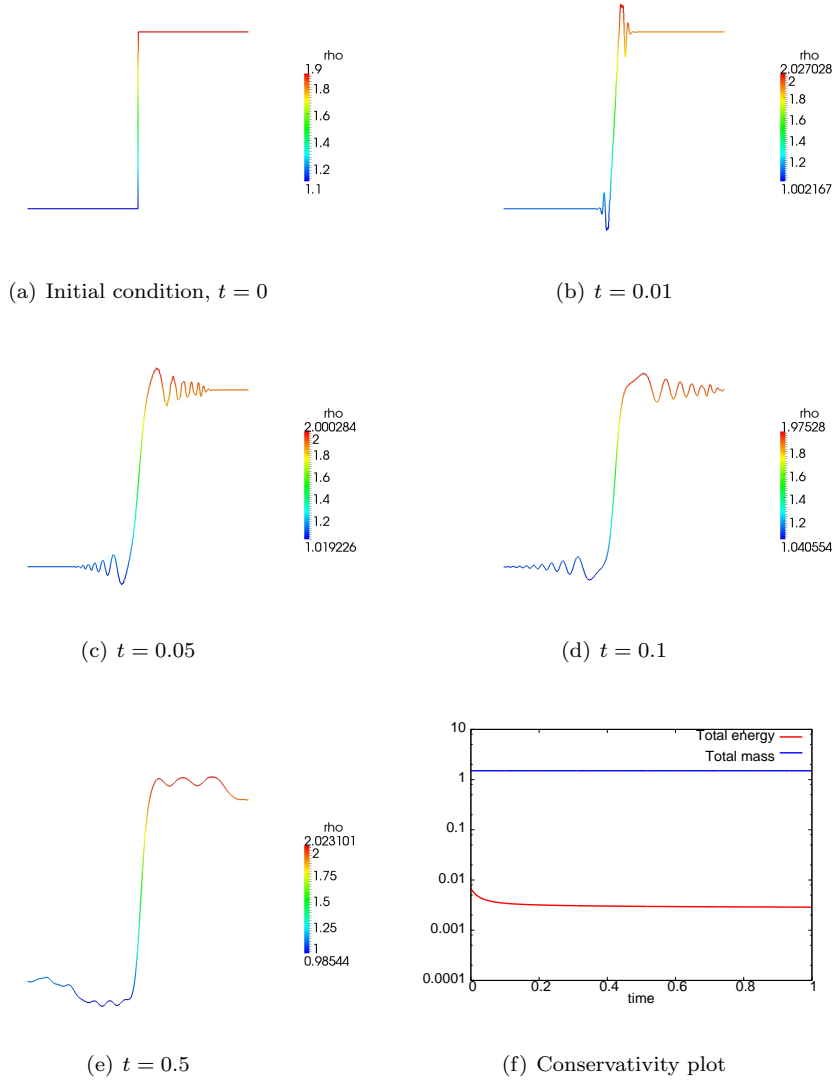 rho
1.9
1.8
1.6
1.4
1.2
1.1
(a) Initial condition, t = 0
rho
2.027028
2
1.8
1.6
1.4
1.2
1.002167
(b) t = 0.01
rho
2.000284
2
1.8
1.6
1.4
1.2
1.019226
(c) t = 0.05
rho
1.97528
1.8
1.6
1.4
1.2
1.040554
(d) t = 0.1
rho
2.023101
2
1.75
1.5
1.25
1
0.98544
(e) t = 0.5
10
1
0.1
0.01
0.001
0.0001
Total energy
Total mass
0 0.2 0.4 0.6 0.8 1
time
(f) Conservativity plot